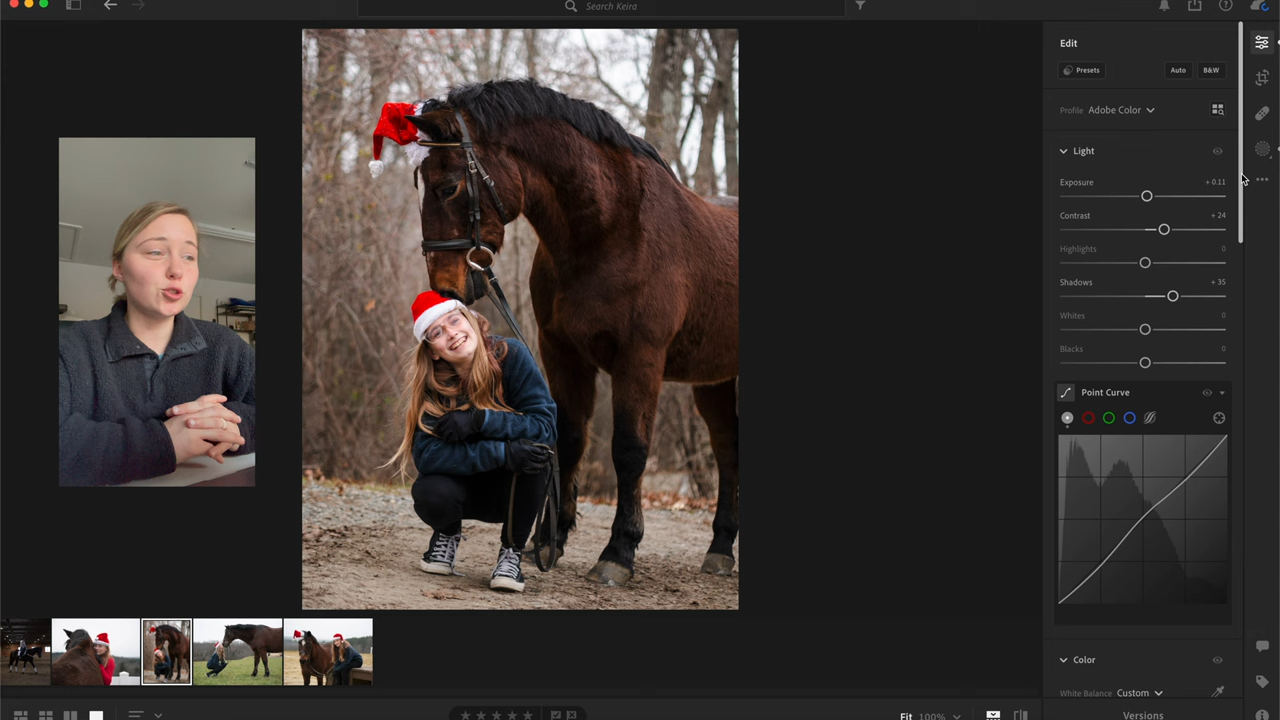 Search Keira
Edit
Presets
Auto
B&W
Profile Adobe Color
Light
Exposure + 0.11
Contrast + 24
Highlights 0
Shadows + 35
Whites 0
Blacks 0
Point Curve
Color
White Balance Custom
Fit 100%
Versions